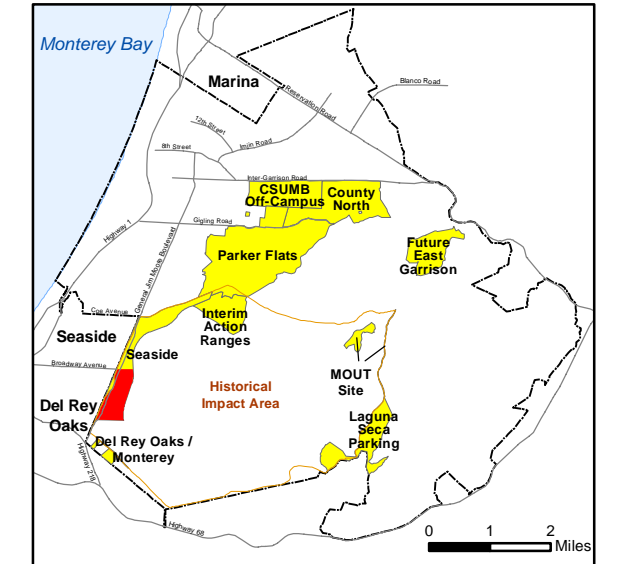 Monterey Bay
Marina
Blanco Road
Reservation Road
12th Street
Imjin Road
8th Street
Inter-Garrison Road
CSUMB
Off-Campus
County
North
Gigling Road
Highway 1
General Jim Moore Boulevard
Parker Flats
Future
East
Garrison
Coe Avenue
Interim
Action
Ranges
Seaside
Seaside
Broadway Avenue
MOUT
Site
Historical
Impact Area
Del Rey
Oaks
Laguna
Seca
Parking
Del Rey Oaks /
Monterey
Highway 218
Highway 68
0 1 2
Miles